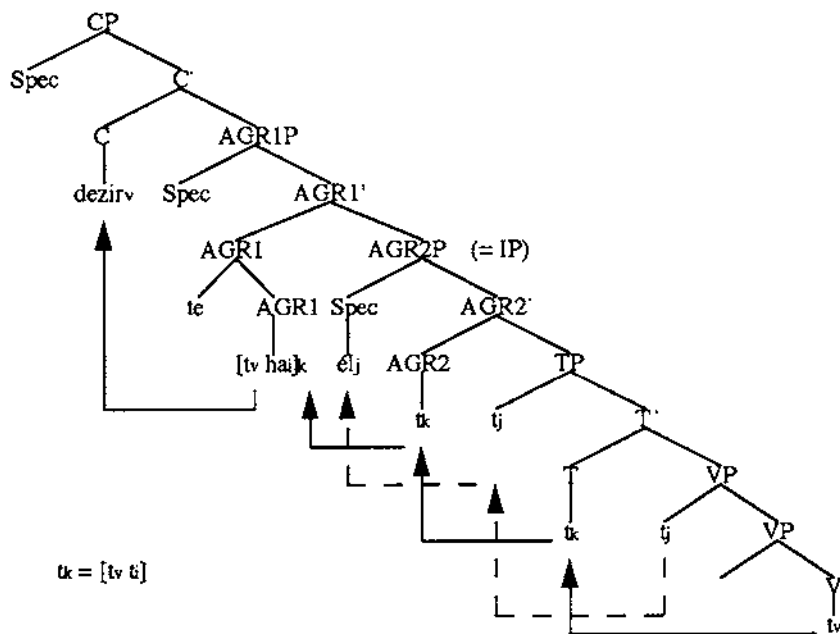 CP
Spec C'
C AGR1P
dezirv Spec AGR1'
AGR1 AGR2P (= IP)
te AGR1 Spec AGR2'
[tv hai]k elj AGR2 TP
tk tj T'
T VP
tk tj VP
tk = [tv ti] V
tv